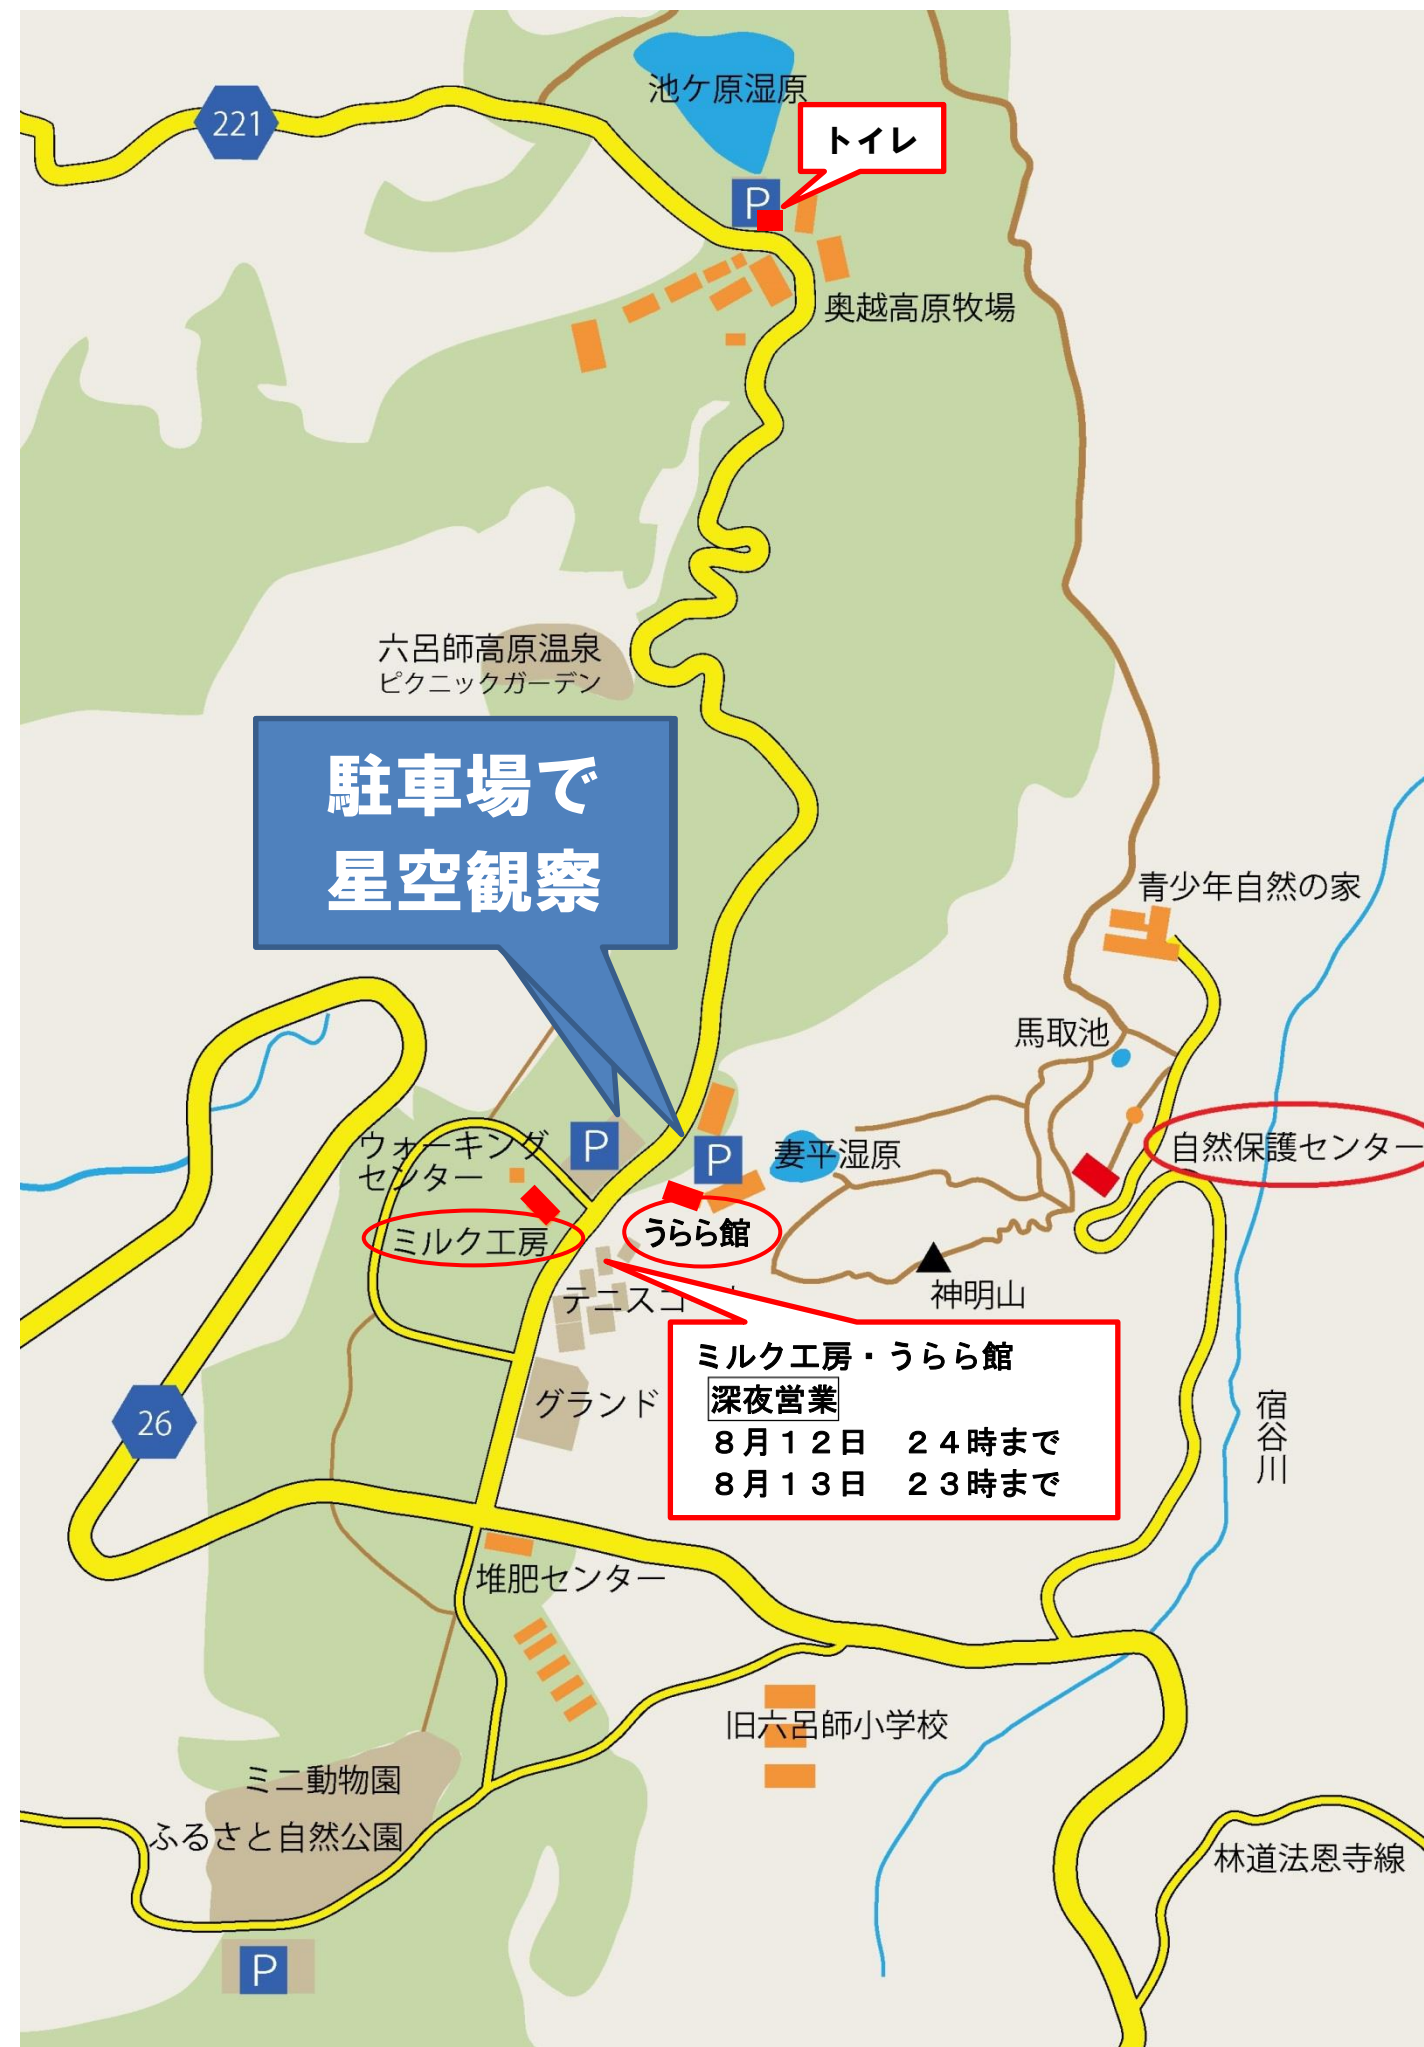 池ケ原湿原
221
トイレ
P
奥越高原牧場
六呂師高原温泉
ピクニックガーデン
駐車場で
星空観察
青少年自然の家
馬取池
ウォーキング
センター
P
P
妻平湿原
自然保護センター
ミルク工房
うらら館
神明山
テニスコ
ミルク工房・うらら館
深夜営業
８月１２日　２４時まで
８月１３日　２３時まで
グランド
26
宿谷川
堆肥センター
旧六呂師小学校
ミニ動物園
ふるさと自然公園
林道法恩寺線
P